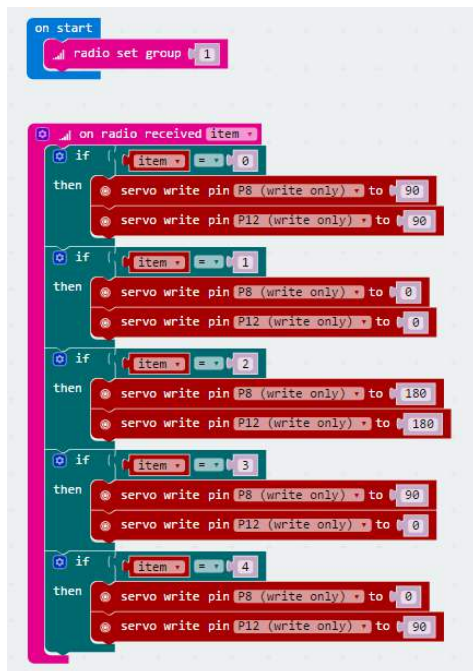 on start
radio set group 1
on radio received item
if item = 0
then servo write pin P8 (write only) to 90
servo write pin P12 (write only) to 90
if item = 1
then servo write pin P8 (write only) to 0
servo write pin P12 (write only) to 0
if item = 2
then servo write pin P8 (write only) to 180
servo write pin P12 (write only) to 180
if item = 3
then servo write pin P8 (write only) to 90
servo write pin P12 (write only) to 0
if item = 4
then servo write pin P8 (write only) to 0
servo write pin P12 (write only) to 90